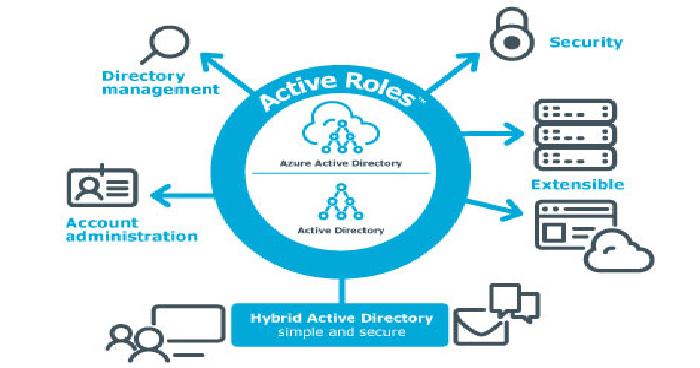 Active Roles™
Security
Directory
management
Azure Active Directory
Extensible
Account
administration
Active Directory
Hybrid Active Directory
simple and secure